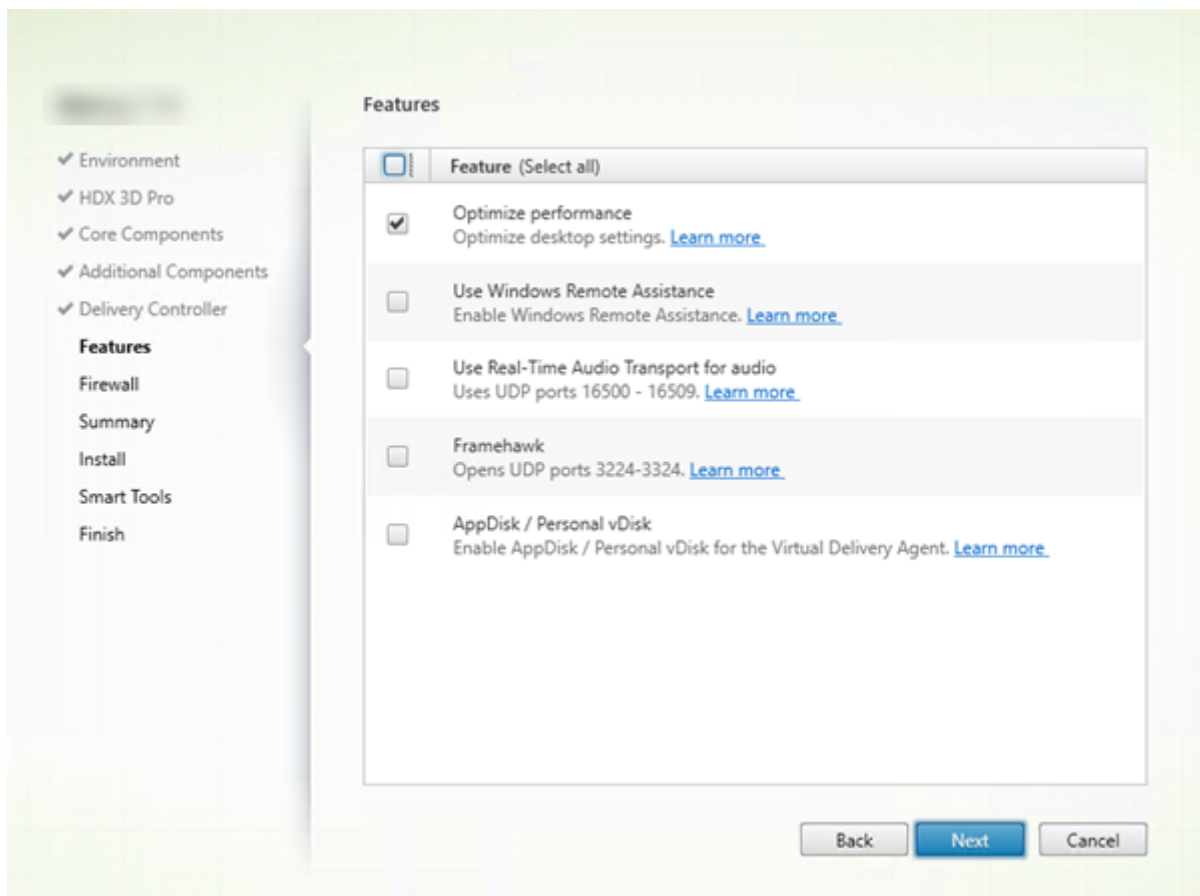 Features
Environment
HDX 3D Pro
Core Components
Additional Components
Delivery Controller
Features
Firewall
Summary
Install
Smart Tools
Finish
Feature (Select all)
Optimize performance
Optimize desktop settings. Learn more
Use Windows Remote Assistance
Enable Windows Remote Assistance. Learn more
Use Real-Time Audio Transport for audio
Uses UDP ports 16500 - 16509. Learn more
Framehawk
Opens UDP ports 3224-3324. Learn more
AppDisk / Personal vDisk
Enable AppDisk / Personal vDisk for the Virtual Delivery Agent. Learn more
Back
Next
Cancel